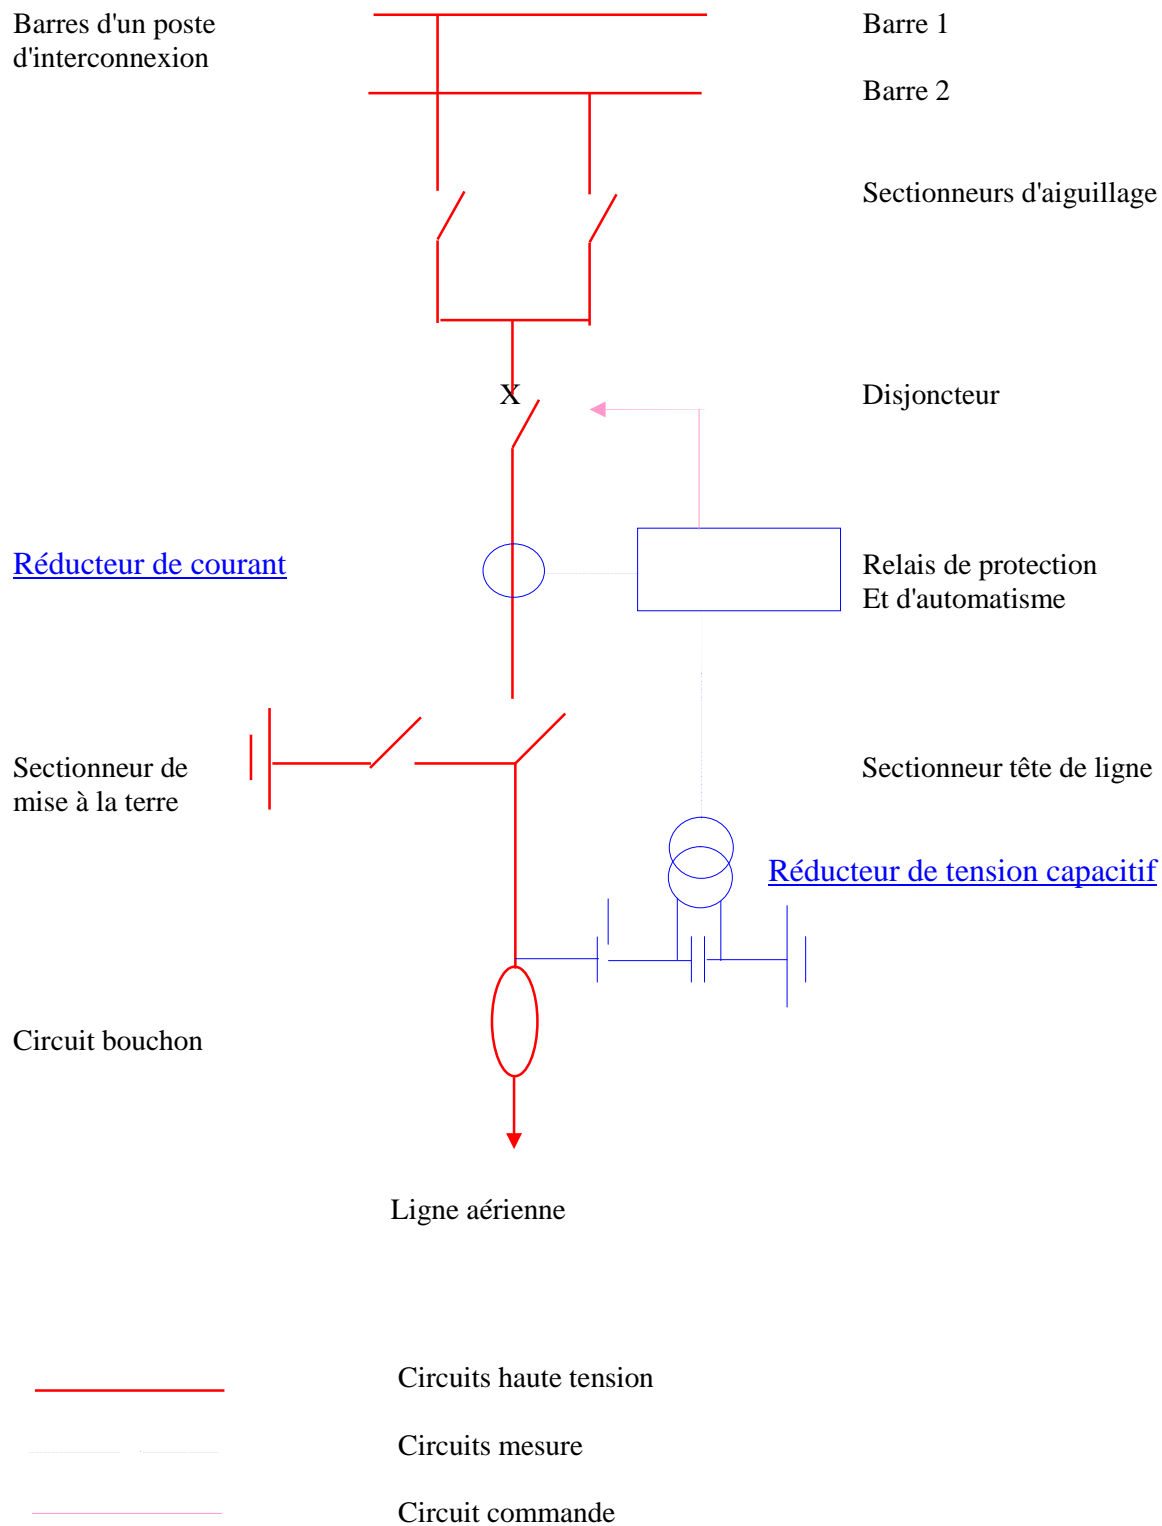 Barres d'un poste
d'interconnexion
Barre 1
Barre 2
Sectionneurs d'aiguillage
X
Disjoncteur
Réducteur de courant
Relais de protection
Et d'automatisme
Sectionneur de
mise à la terre
Sectionneur tête de ligne
Réducteur de tension capacitif
Circuit bouchon
Ligne aérienne
Circuits haute tension
Circuits mesure
Circuit commande